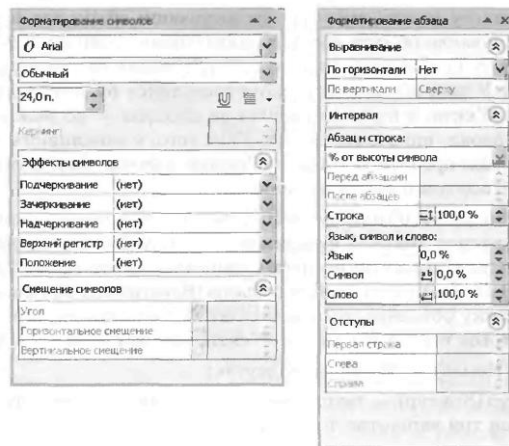 Форматирование символов
Arial
Обычный
24,0 п.
Кернинг
Эффекты символов
Подчеркивание (нет)
Зачеркивание (нет)
Надчеркивание (нет)
Верхний регистр (нет)
Положение (нет)
Смещение символов
Угол
Горизонтальное смещение
Вертикальное смещение
Форматирование абзаца
Выравнивание
По горизонтали Нет
По вертикали Сверху
Интервал
Абзац и строка:
% от высоты символа
Перед абзацем
После абзацев
Строка 100,0 %
Язык, символ и слово:
Язык 0,0 %
Символ 0,0 %
Слово 100,0 %
Отступы
Первая строка
Слева
Справа